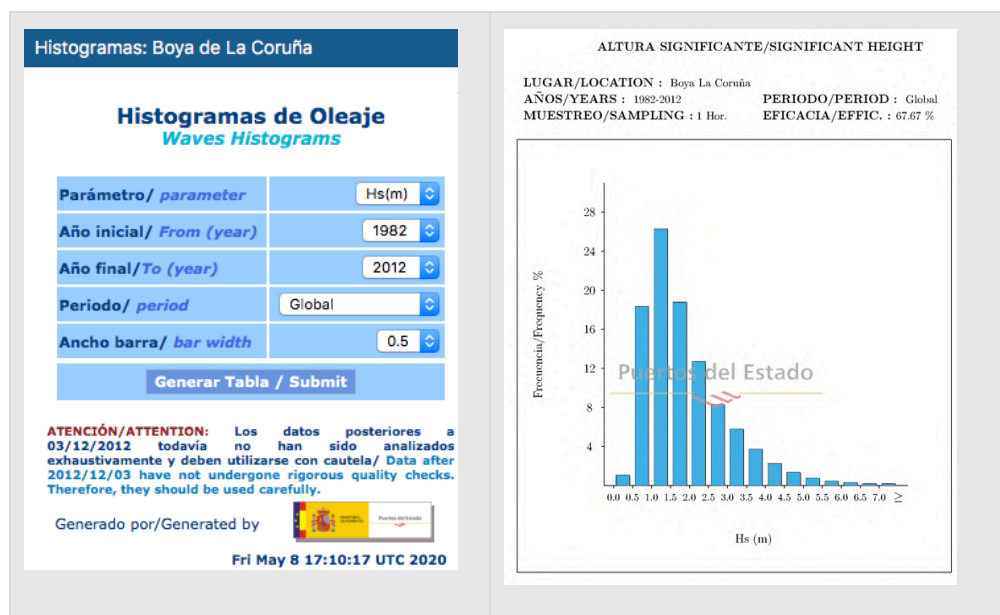 Histogramas: Boya de La Coruña
Histogramas de Oleaje
Waves Histograms
Parámetro/ parameter Hs(m)
Año inicial/ From (year) 1982
Año final/To (year) 2012
Periodo/ period Global
Ancho barra/ bar width 0.5
Generar Tabla / Submit
ATENCIÓN/ATTENTION: Los datos posteriores a
03/12/2012 todavía no han sido analizados
exhaustivamente y deben utilizarse con cautela/ Data after
2012/12/03 have not undergone rigorous quality checks.
Therefore, they should be used carefully.
Generado por/Generated by
Puertos del Estado
Fri May 8 17:10:17 UTC 2020
ALTURA SIGNIFICANTE/SIGNIFICANT HEIGHT
LUGAR/LOCATION : Boya La Coruña
AÑOS/YEARS : 1982-2012 PERIODO/PERIOD : Global
MUESTREO/SAMPLING : 1 Hor. EFICACIA/EFFIC. : 67.67 %
Frecuencia/Frequency %
28
24
20
16
12
8
4
Puertos del Estado
0.0 0.5 1.0 1.5 2.0 2.5 3.0 3.5 4.0 4.5 5.0 5.5 6.0 6.5 7.0 ≥
Hs (m)